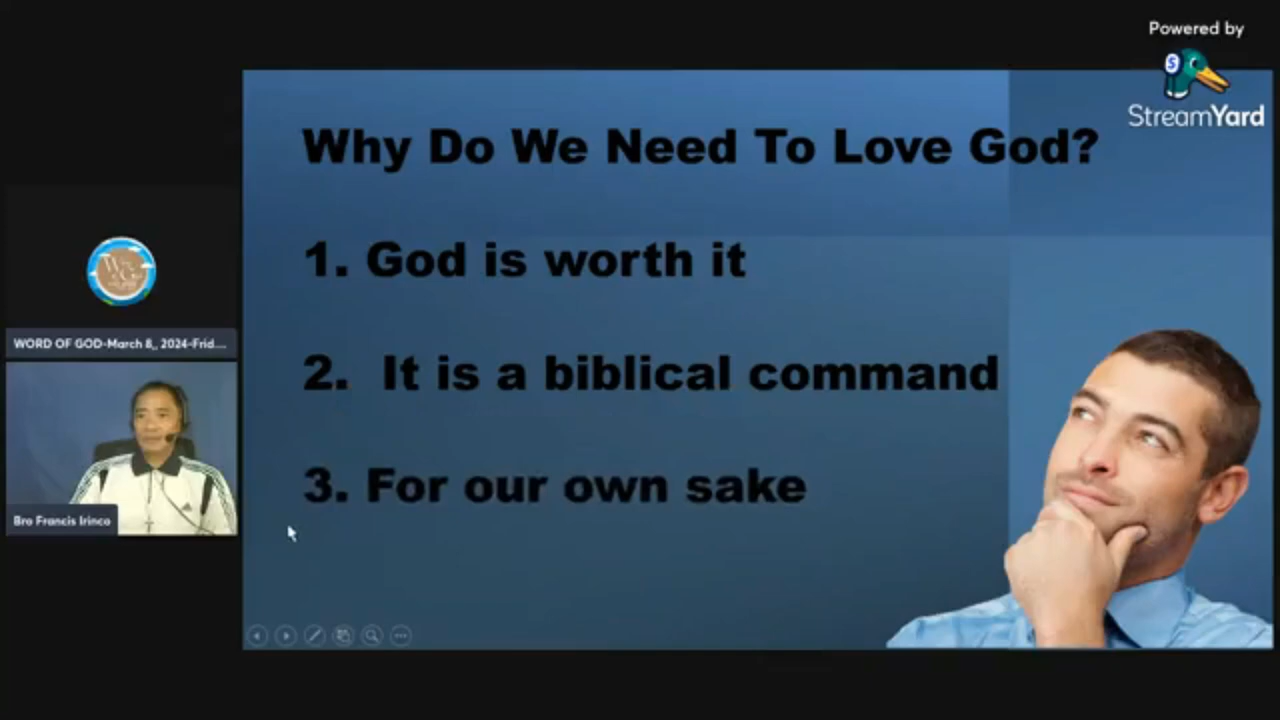 Powered by
StreamYard
Why Do We Need To Love God?
1. God is worth it
2. It is a biblical command
3. For our own sake
WORD OF GOD-March 8,, 2024-Frid...
Bro Francis Irinco